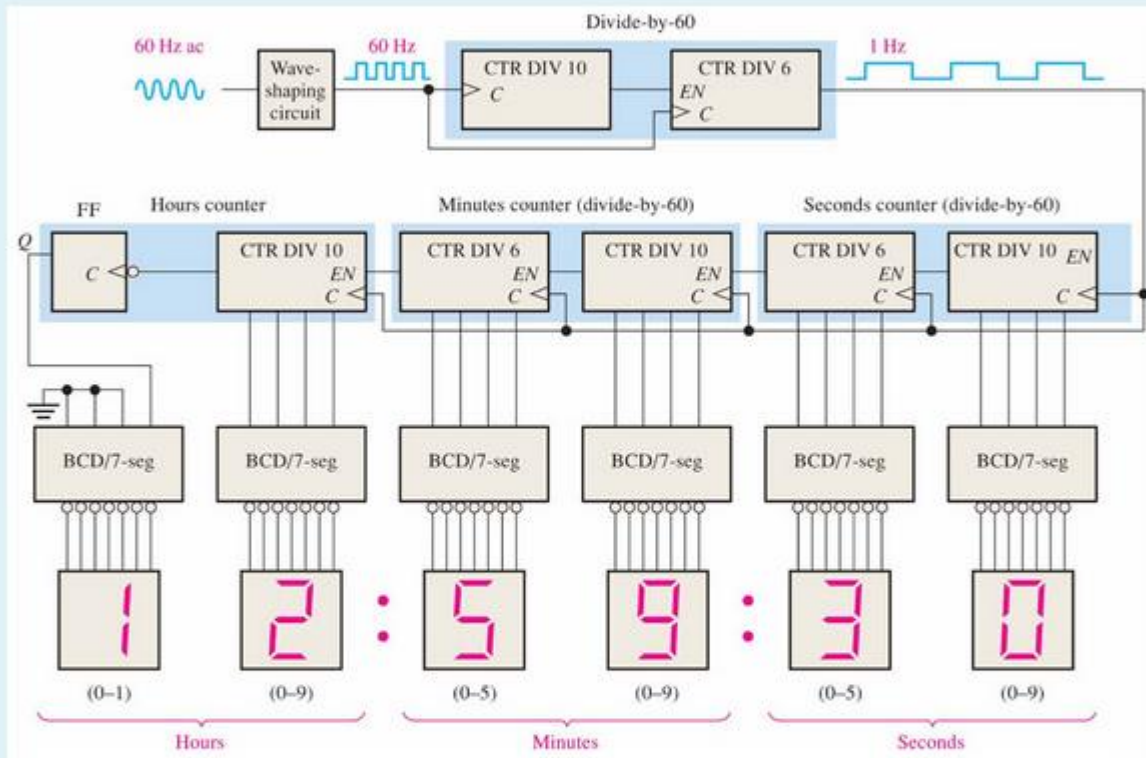 Divide-by-60
60 Hz ac
60 Hz
1 Hz
Wave-
shaping
circuit
CTR DIV 10
C
CTR DIV 6
EN
C
FF
Hours counter
Minutes counter (divide-by-60)
Seconds counter (divide-by-60)
Q
C
CTR DIV 10
EN
C
CTR DIV 6
EN
C
CTR DIV 10
EN
C
CTR DIV 6
EN
C
CTR DIV 10
EN
C
BCD/7-seg
BCD/7-seg
BCD/7-seg
BCD/7-seg
BCD/7-seg
BCD/7-seg
1 2 : 5 9 : 3 0
(0–1)
(0–9)
(0–5)
(0–9)
(0–5)
(0–9)
Hours
Minutes
Seconds